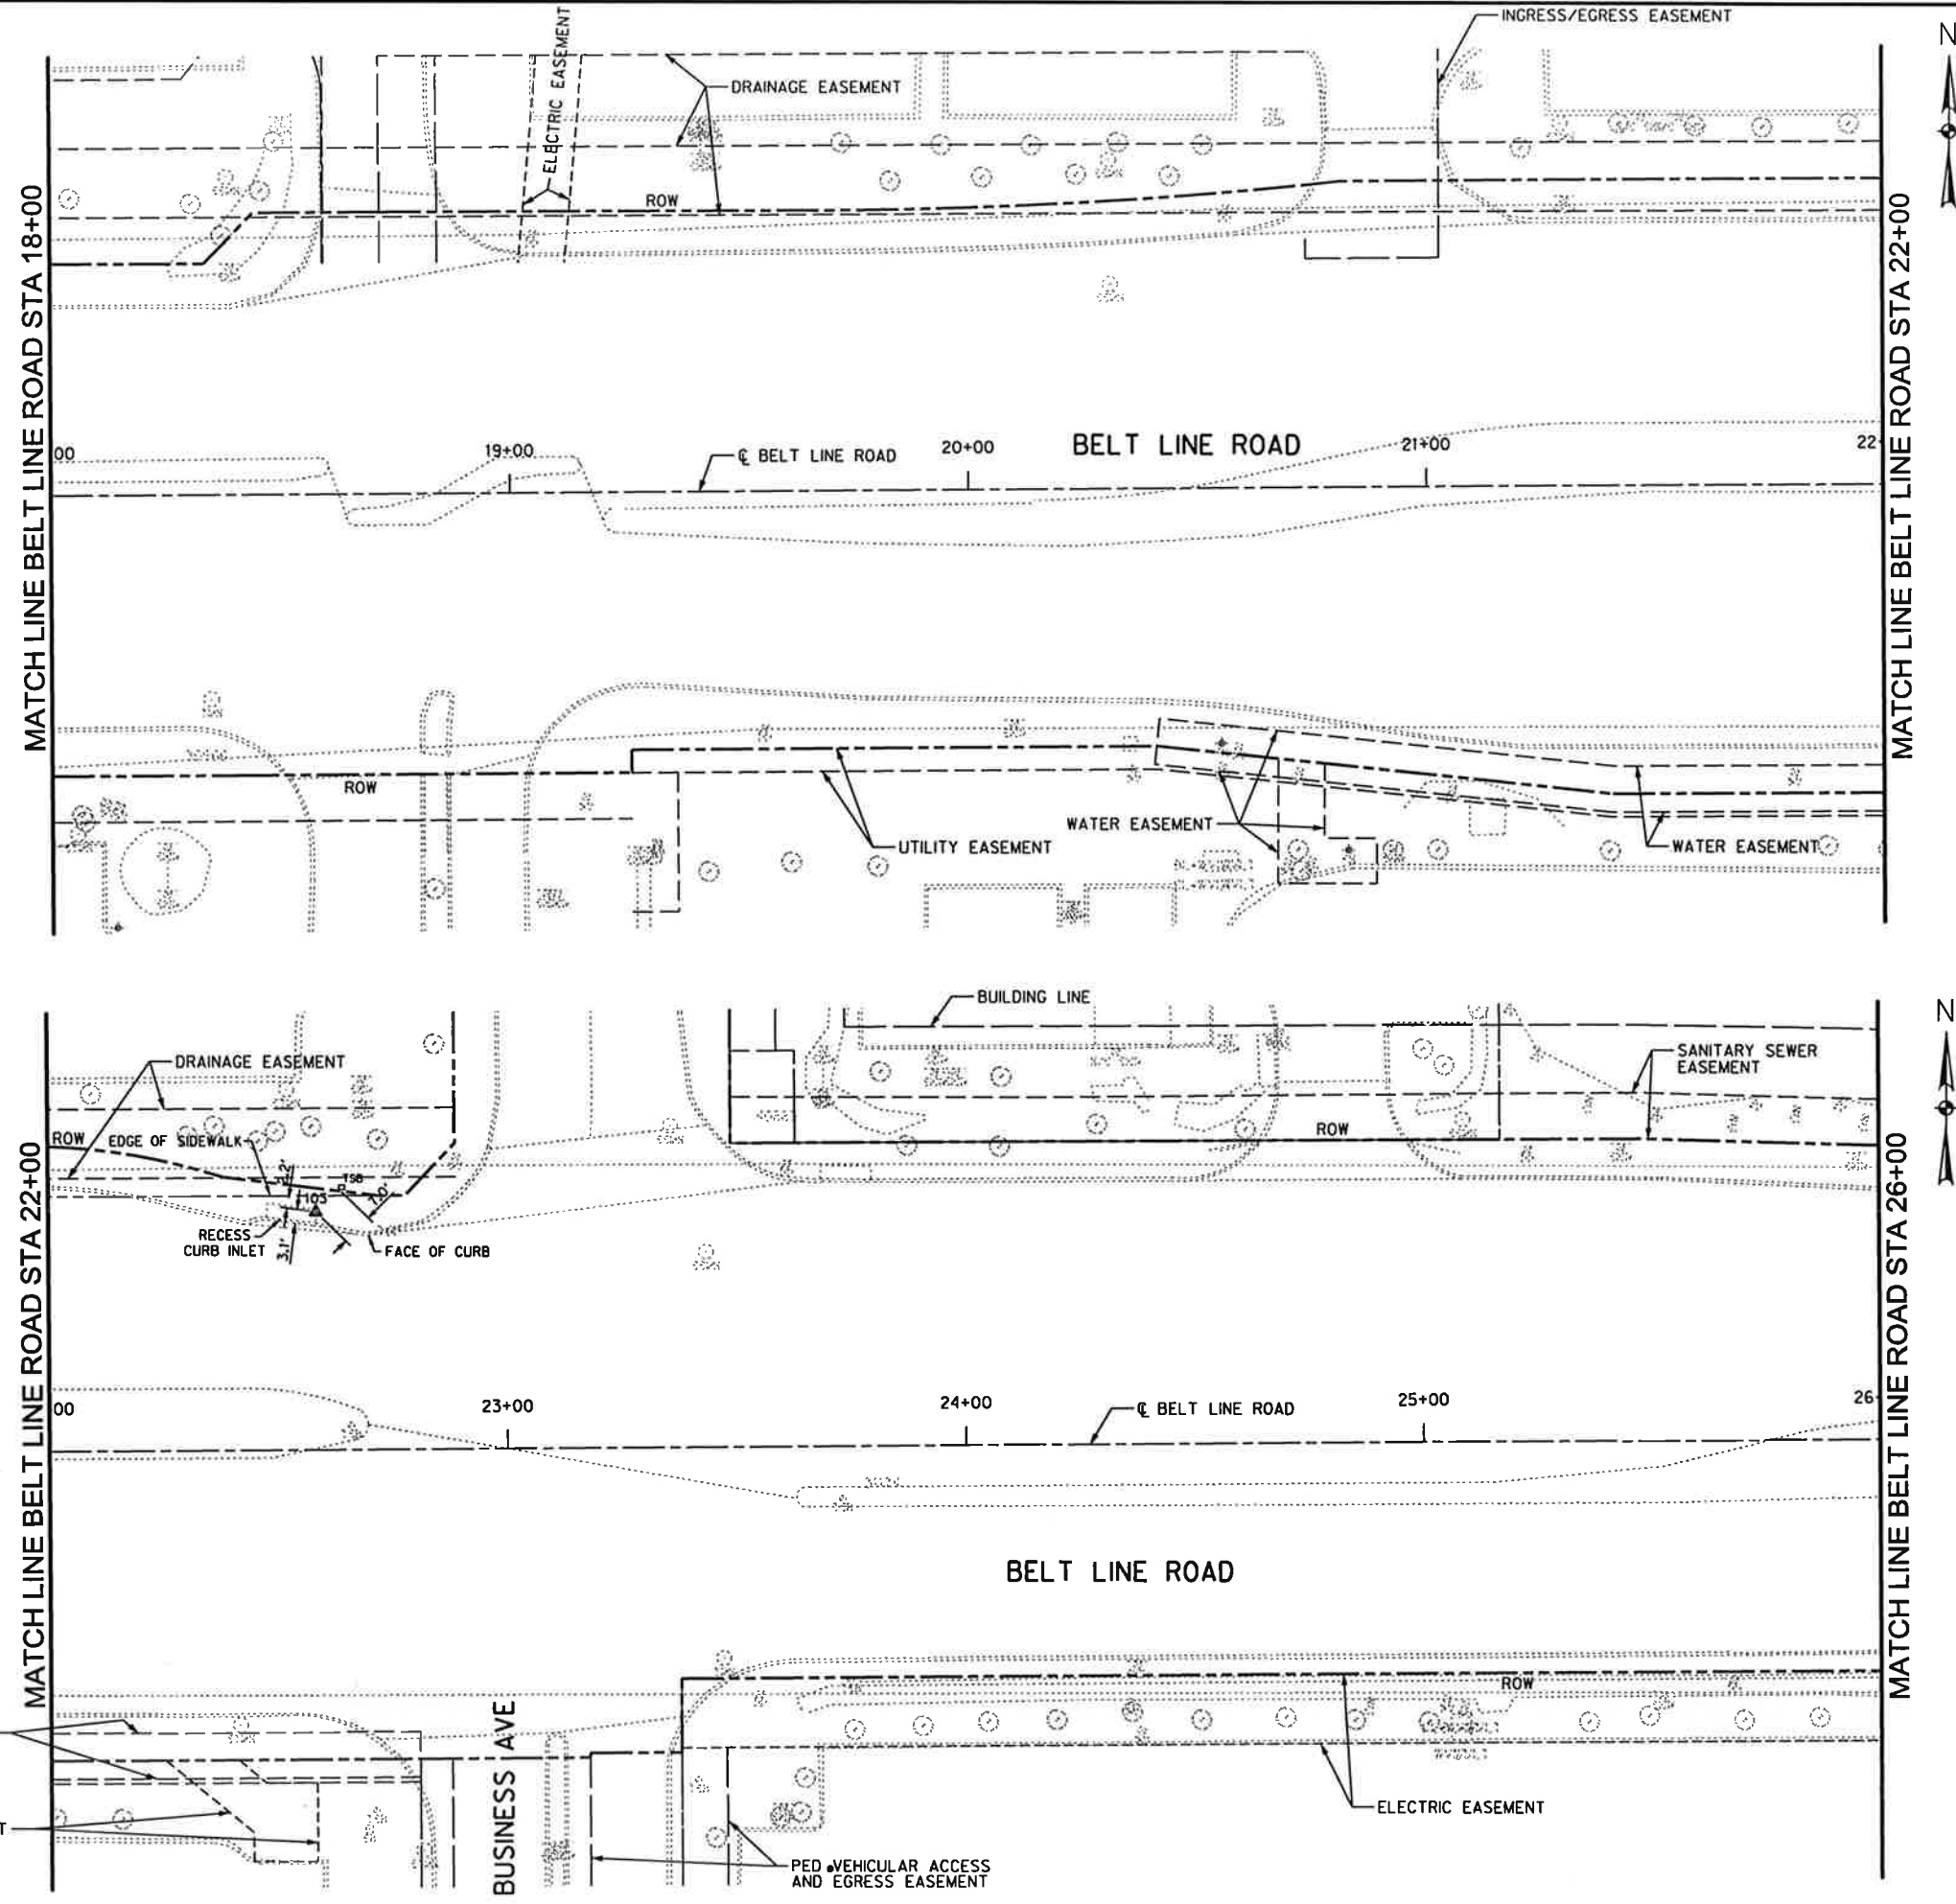 INGRESS/EGRESS EASEMENT
N
ELECTRIC EASEMENT
DRAINAGE EASEMENT
ROW
MATCH LINE BELT LINE ROAD STA 18+00
MATCH LINE BELT LINE ROAD STA 22+00
00
19+00
℄ BELT LINE ROAD
20+00
BELT LINE ROAD
21+00
22
ROW
UTILITY EASEMENT
WATER EASEMENT
WATER EASEMENT
BUILDING LINE
N
DRAINAGE EASEMENT
SANITARY SEWER
EASEMENT
ROW
EDGE OF SIDEWALK
ROW
103
RECESS
CURB INLET
3.1'
FACE OF CURB
MATCH LINE BELT LINE ROAD STA 22+00
MATCH LINE BELT LINE ROAD STA 26+00
00
23+00
24+00
℄ BELT LINE ROAD
25+00
26
BELT LINE ROAD
ROW
BUSINESS AVE
ELECTRIC EASEMENT
T
PED. VEHICULAR ACCESS
AND EGRESS EASEMENT